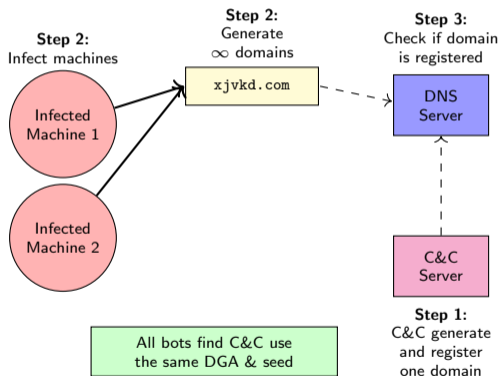 Step 2:
Infect machines
Infected
Machine 1
Infected
Machine 2
Step 2:
Generate
∞ domains
xjvkd.com
Step 3:
Check if domain
is registered
DNS
Server
C&C
Server
Step 1:
C&C generate
and register
one domain
All bots find C&C use
the same DGA & seed